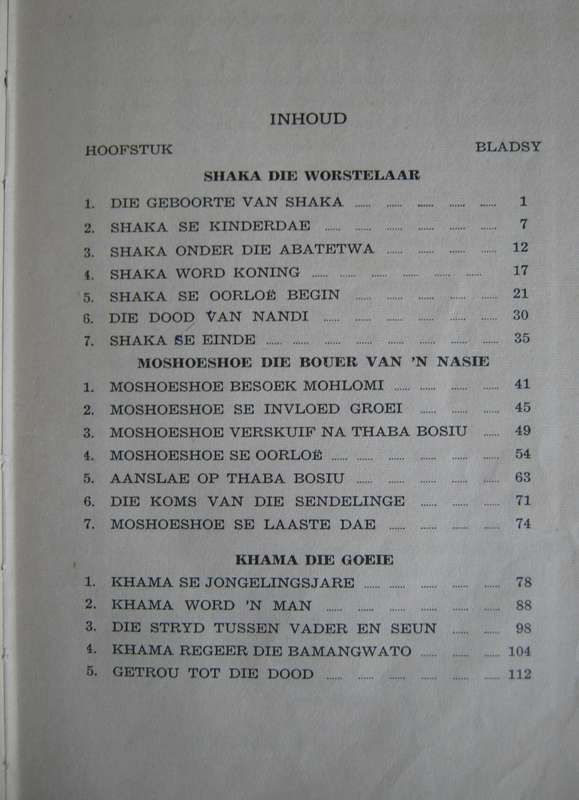 INHOUD
HOOFSTUK BLADSY
SHAKA DIE WORSTELAAR
1. DIE GEBOORTE VAN SHAKA ...... ...... ...... ...... ...... 1
2. SHAKA SE KINDERDAE ...... ...... ...... ...... ...... ...... 7
3. SHAKA ONDER DIE ABATETWA ...... ...... ...... ...... 12
4. SHAKA WORD KONING ...... ...... ...... ...... ...... ...... 17
5. SHAKA SE OORLOË BEGIN ...... ...... ...... ...... ...... 21
6. DIE DOOD VAN NANDI ...... ...... ...... ...... ...... ...... 30
7. SHAKA SE EINDE ...... ...... ...... ...... ...... ...... ...... 35
MOSHOESHOE DIE BOUER VAN 'N NASIE
1. MOSHOESHOE BESOEK MOHLOMI ...... ...... ...... ...... 41
2. MOSHOESHOE SE INVLOED GROEI ...... ...... ...... 45
3. MOSHOESHOE VERSKUIF NA THABA BOSIU ...... 49
4. MOSHOESHOE SE OORLOË ...... ...... ...... ...... ...... 54
5. AANSLAE OP THABA BOSIU ...... ...... ...... ...... ...... 63
6. DIE KOMS VAN DIE SENDELINGE ...... ...... ...... 71
7. MOSHOESHOE SE LAASTE DAE ...... ...... ...... ...... 74
KHAMA DIE GOEIE
1. KHAMA SE JONGELINGSJARE ...... ...... ...... ...... ...... 78
2. KHAMA WORD 'N MAN ...... ...... ...... ...... ...... ...... 88
3. DIE STRYD TUSSEN VADER EN SEUN ...... ...... 98
4. KHAMA REGEER DIE BAMANGWATO ...... ...... ...... 104
5. GETROU TOT DIE DOOD ...... ...... ...... ...... ...... ...... 112